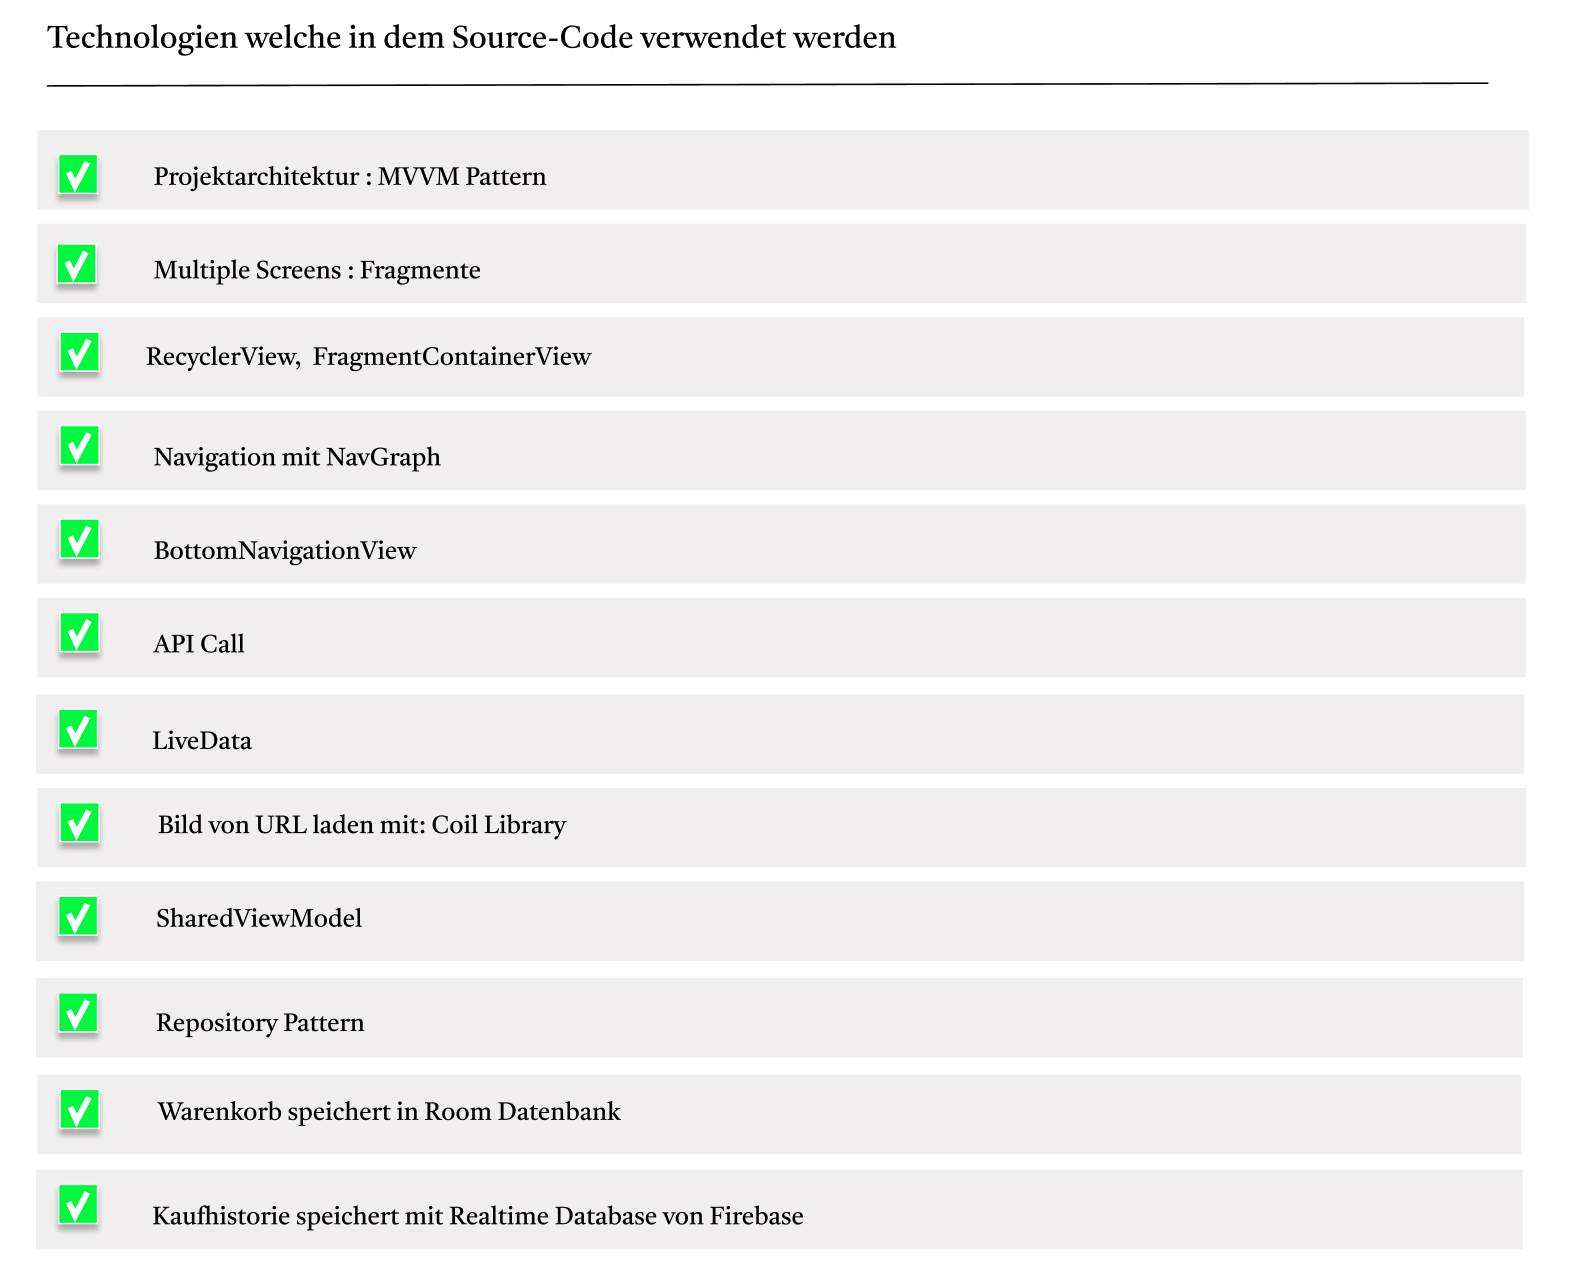 Technologien welche in dem Source-Code verwendet werden
Projektarchitektur : MVVM Pattern
Multiple Screens : Fragmente
RecyclerView, FragmentContainerView
Navigation mit NavGraph
BottomNavigationView
API Call
LiveData
Bild von URL laden mit: Coil Library
SharedViewModel
Repository Pattern
Warenkorb speichert in Room Datenbank
Kaufhistorie speichert mit Realtime Database von Firebase